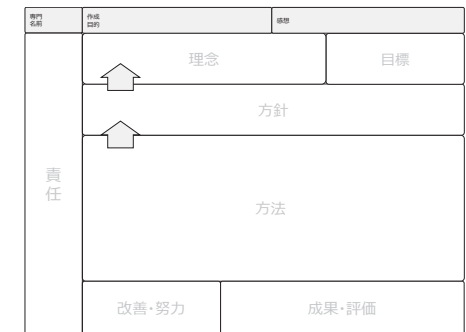 専門
名前
作成
目的
感想
理念
目標
方針
責任
方法
改善・努力
成果・評価